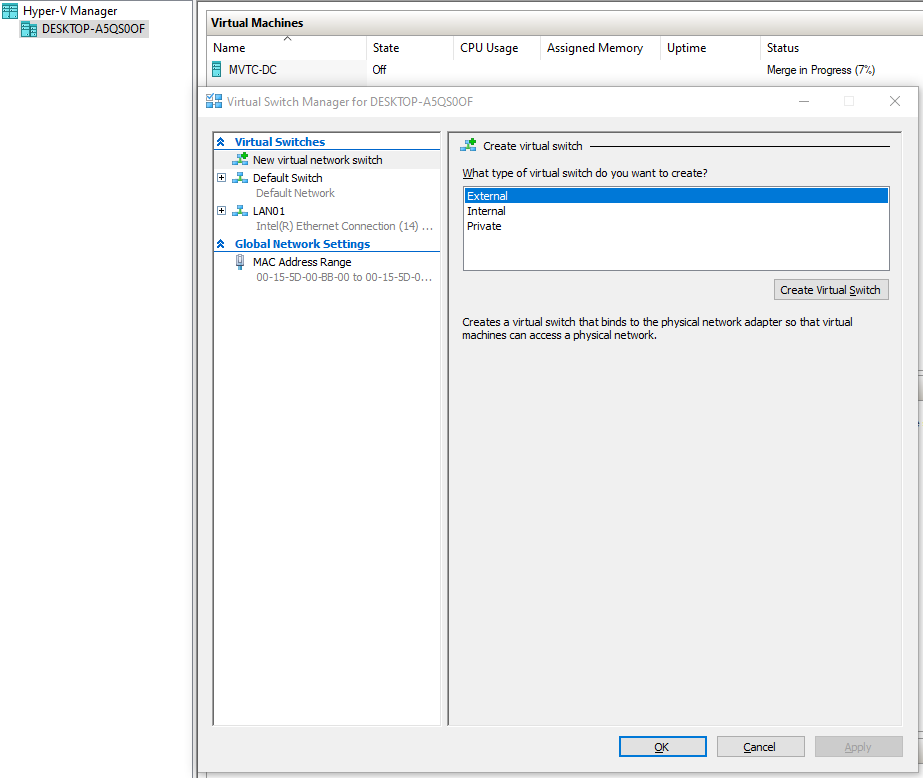 Hyper-V Manager
DESKTOP-A5QS0OF
Virtual Machines
Name State CPU Usage Assigned Memory Uptime Status
MVTC-DC Off Merge in Progress (7%)
Virtual Switch Manager for DESKTOP-A5QS0OF
Virtual Switches
New virtual network switch
Default Switch
Default Network
LAN01
Intel(R) Ethernet Connection (14) ...
Global Network Settings
MAC Address Range
00-15-5D-00-BB-00 to 00-15-5D-0...
Create virtual switch
What type of virtual switch do you want to create?
External
Internal
Private
Create Virtual Switch
Creates a virtual switch that binds to the physical network adapter so that virtual
machines can access a physical network.
OK Cancel Apply